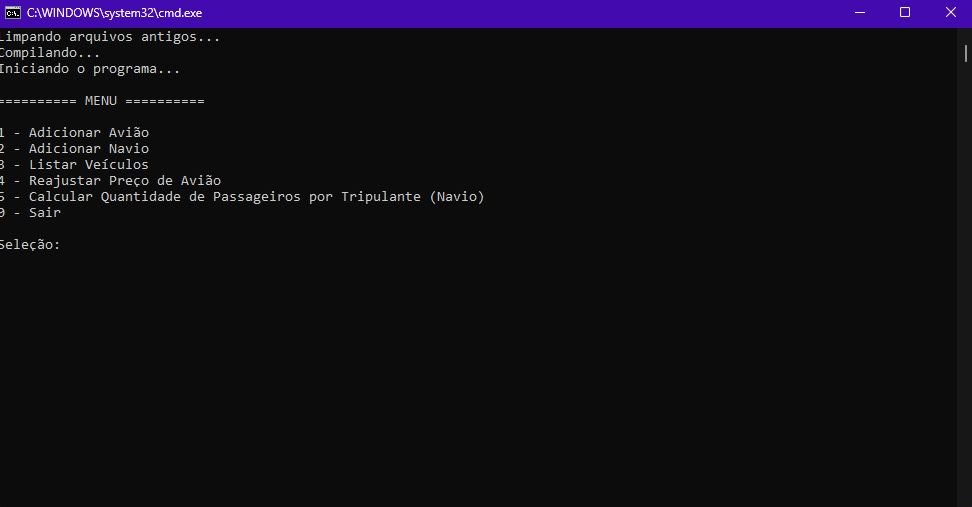 C:\WINDOWS\system32\cmd.exe
Limpando arquivos antigos...
Compilando...
Iniciando o programa...
========== MENU ==========
1 - Adicionar Avião
2 - Adicionar Navio
3 - Listar Veículos
4 - Reajustar Preço de Avião
5 - Calcular Quantidade de Passageiros por Tripulante (Navio)
0 - Sair
Seleção: